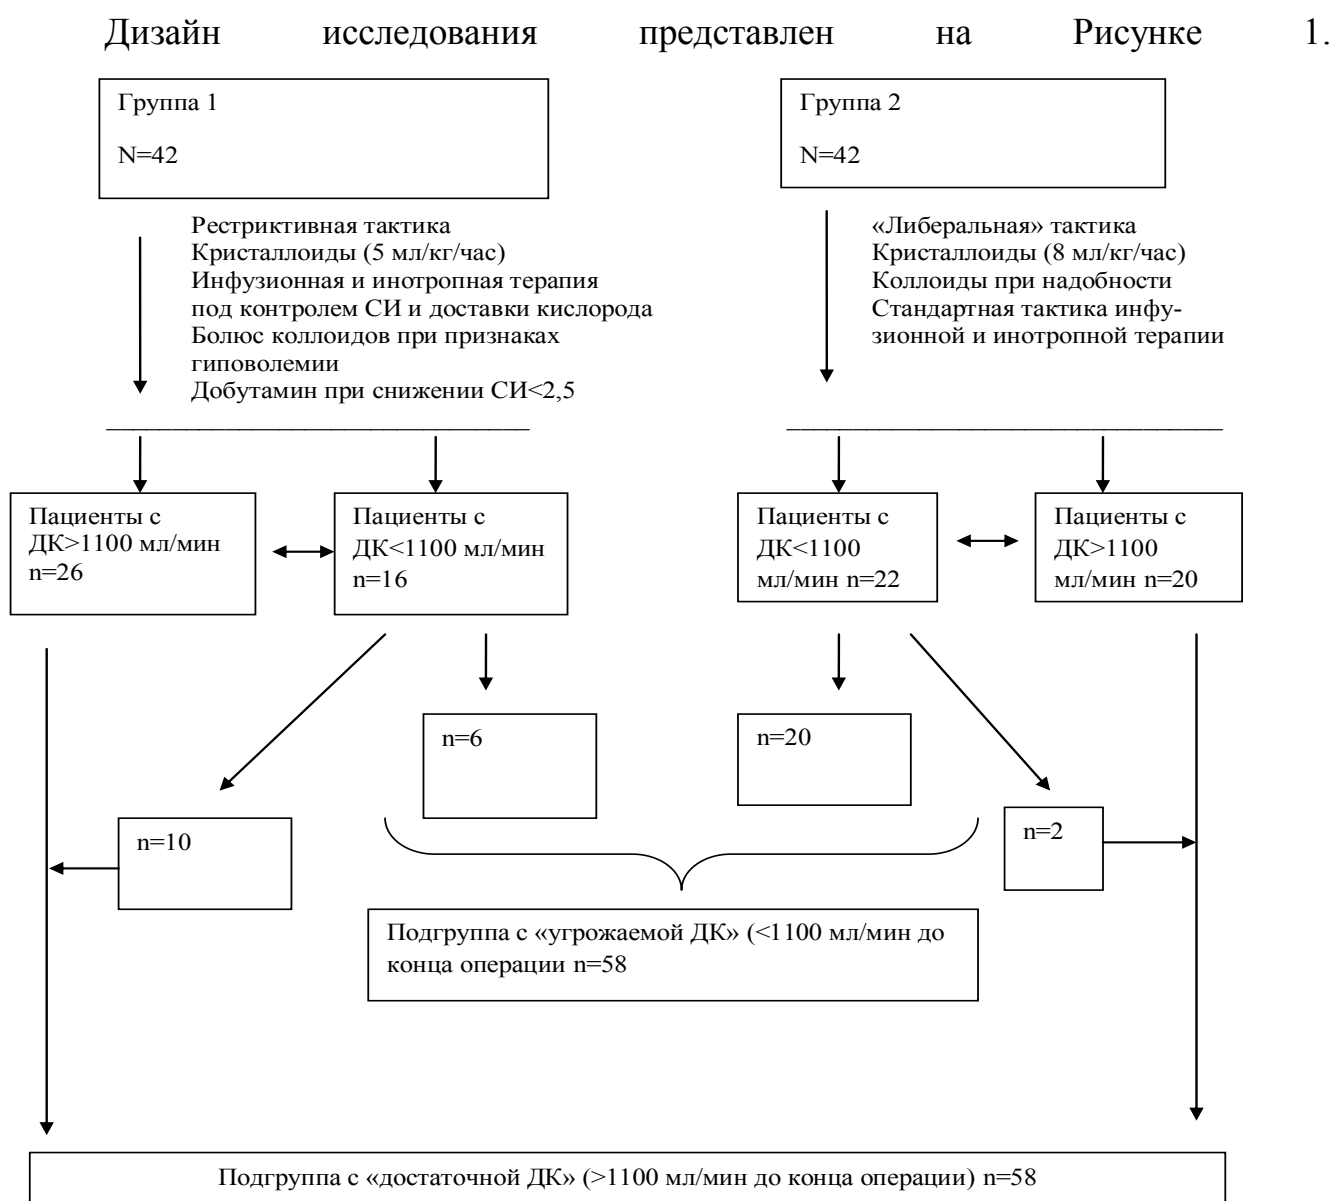 Дизайн исследования представлен на Рисунке 1.
Группа 1
N=42
Группа 2
N=42
Рестриктивная тактика
Кристаллоиды (5 мл/кг/час)
Инфузионная и инотропная терапия
под контролем СИ и доставки кислорода
Болюс коллоидов при признаках
гиповолемии
Добутамин при снижении СИ<2,5
«Либеральная» тактика
Кристаллоиды (8 мл/кг/час)
Коллоиды при надобности
Стандартная тактика инфу-
зионной и инотропной терапии
Пациенты с
ДК>1100 мл/мин
n=26
Пациенты с
ДК<1100 мл/мин
n=16
Пациенты с
ДК<1100
мл/мин n=22
Пациенты с
ДК>1100
мл/мин n=20
n=6
n=20
n=10
n=2
Подгруппа с «угрожаемой ДК» (<1100 мл/мин до
конца операции n=58
Подгруппа с «достаточной ДК» (>1100 мл/мин до конца операции) n=58